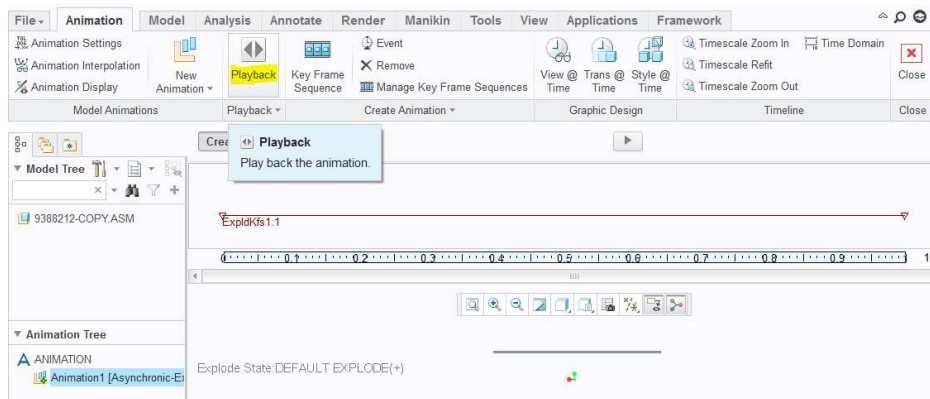 File Animation Model Analysis Annotate Render Manikin Tools View Applications Framework
Animation Settings
Animation Interpolation
Animation Display
New Animation
Playback
Key Frame Sequence
Event
Remove
Manage Key Frame Sequences
View @ Time
Trans @ Time
Style @ Time
Timescale Zoom In
Timescale Refit
Timescale Zoom Out
Time Domain
Close
Model Animations Playback Create Animation Graphic Design Timeline Close
Crea
Playback
Play back the animation.
Model Tree
9388212-COPY.ASM
ExpldKfs1.1
0 0.1 0.2 0.3 0.4 0.5 0.6 0.7 0.8 0.9 1
Animation Tree
ANIMATION
Animation1 [Asynchronic-Ex
Explode State:DEFAULT EXPLODE(+)